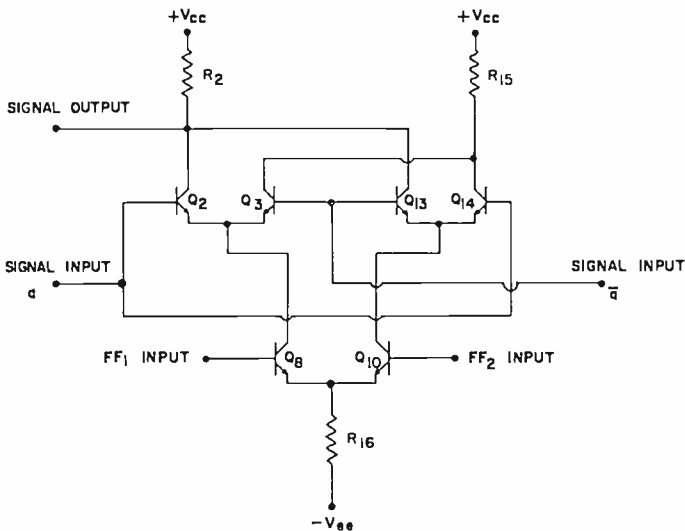 +Vcc +Vcc
R2 R15
SIGNAL OUTPUT
Q2 Q3 Q13 Q14
SIGNAL INPUT SIGNAL INPUT
a a̅
FF1 INPUT Q8 Q10 FF2 INPUT
R16
-Vee